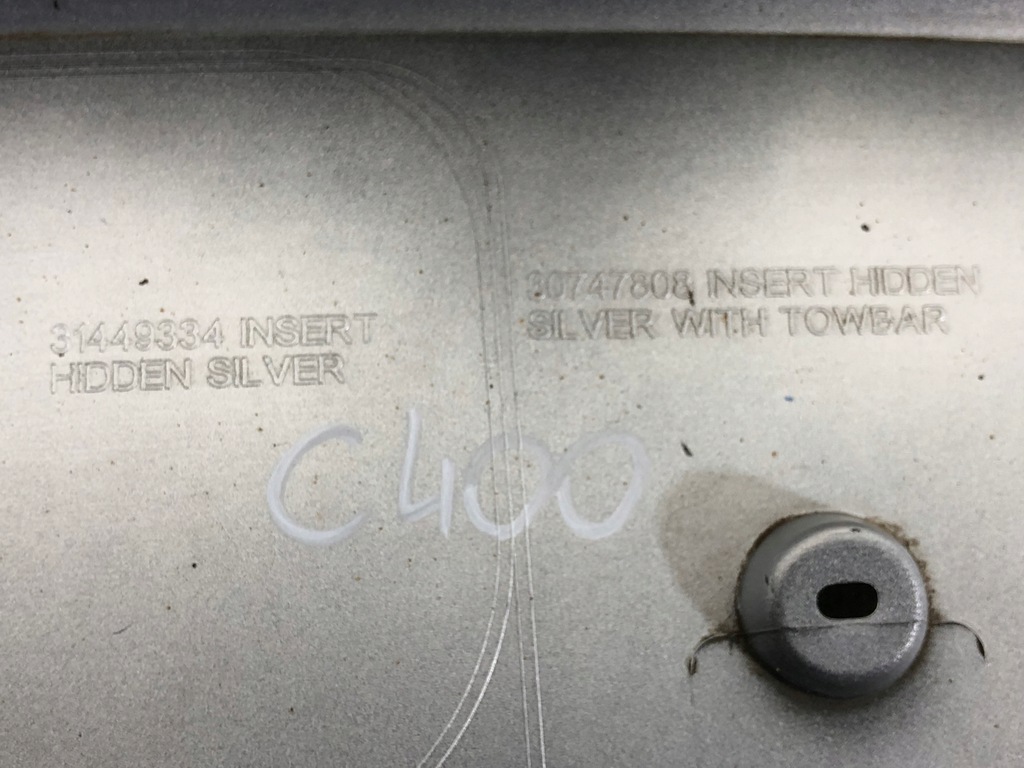 31449334 INSERT
HIDDEN SILVER
30747808 INSERT HIDDEN
SILVER WITH TOWBAR
C400